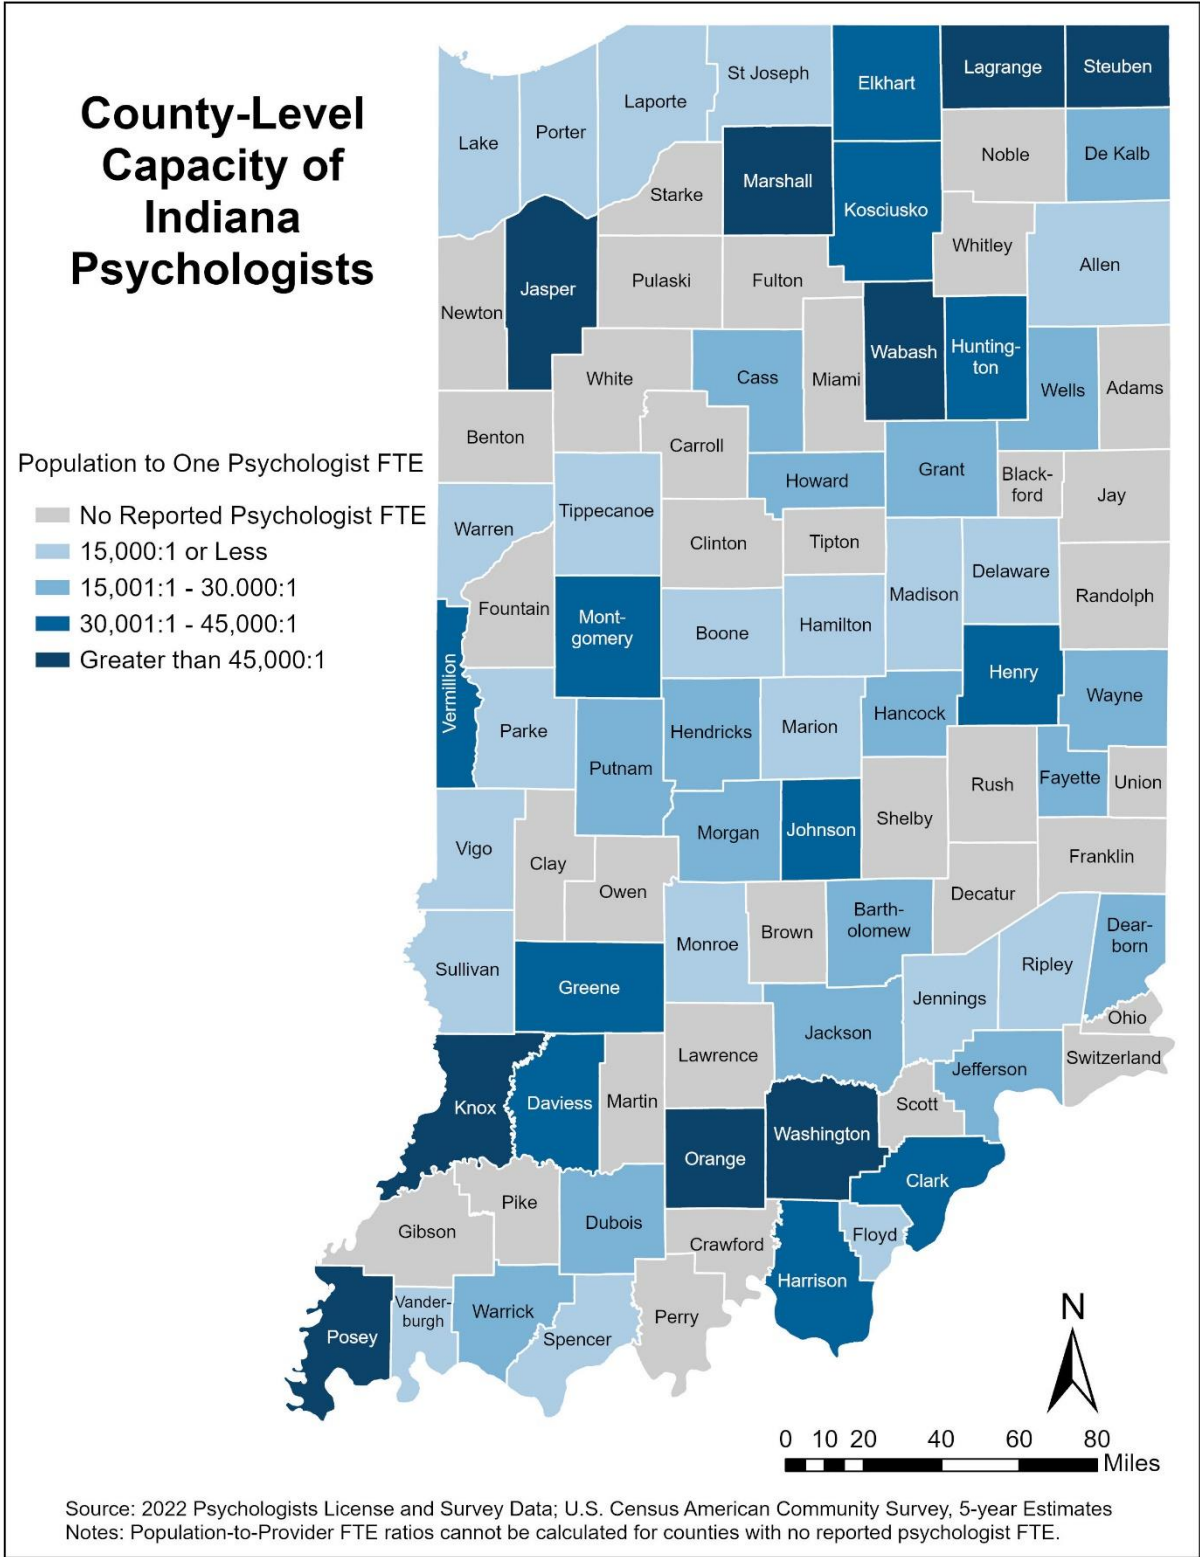 County-Level
Capacity of
Indiana
Psychologists
Population to One Psychologist FTE
No Reported Psychologist FTE
15,000:1 or Less
15,001:1 - 30.000:1
30,001:1 - 45,000:1
Greater than 45,000:1
St Joseph
Elkhart
Lagrange
Steuben
Laporte
Lake
Porter
Noble
De Kalb
Starke
Marshall
Kosciusko
Whitley
Allen
Newton
Jasper
Pulaski
Fulton
White
Cass
Miami
Wabash
Hunting-
ton
Wells
Adams
Benton
Carroll
Howard
Grant
Black-
ford
Jay
Warren
Tippecanoe
Clinton
Tipton
Madison
Delaware
Randolph
Fountain
Mont-
gomery
Boone
Hamilton
Henry
Wayne
Vermillion
Parke
Putnam
Hendricks
Marion
Hancock
Rush
Fayette
Union
Vigo
Clay
Owen
Morgan
Johnson
Shelby
Franklin
Decatur
Sullivan
Greene
Monroe
Brown
Barth-
olomew
Jennings
Ripley
Dear-
born
Ohio
Switzerland
Jackson
Jefferson
Lawrence
Knox
Daviess
Martin
Scott
Orange
Washington
Clark
Gibson
Pike
Dubois
Crawford
Floyd
Harrison
Posey
Vander-
burgh
Warrick
Spencer
Perry
N
0 10 20 40 60 80
Miles
Source: 2022 Psychologists License and Survey Data; U.S. Census American Community Survey, 5-year Estimates
Notes: Population-to-Provider FTE ratios cannot be calculated for counties with no reported psychologist FTE.